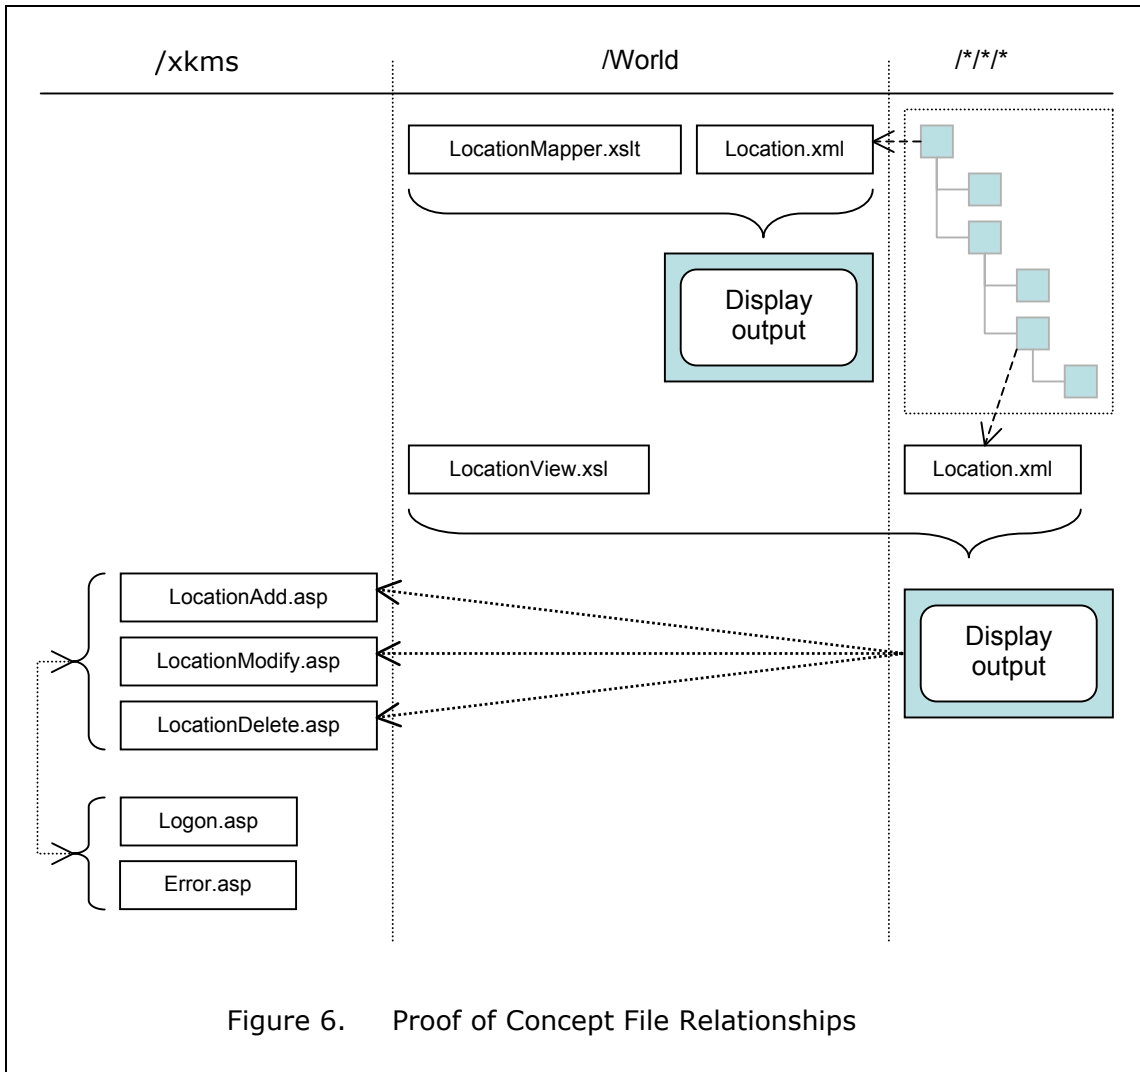 /xkms /World /*/*/*
LocationMapper.xslt Location.xml
Display
output
LocationView.xsl Location.xml
LocationAdd.asp
LocationModify.asp
LocationDelete.asp
Display
output
Logon.asp
Error.asp
Figure 6. Proof of Concept File Relationships